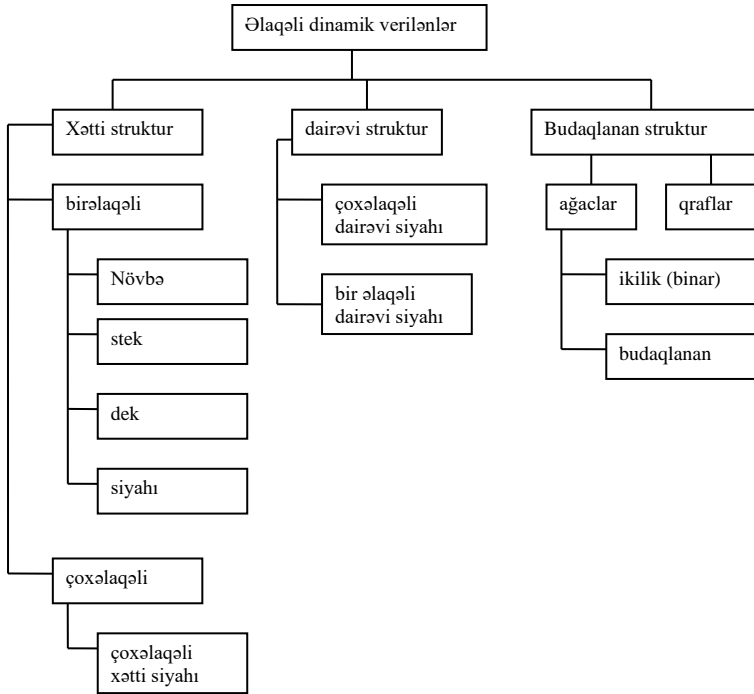 Əlaqəli dinamik verilənlər
Xətti struktur
dairəvi struktur
Budaqlanan struktur
birəlaqəli
çoxəlaqəli
dairəvi siyahı
ağaclar
qraflar
Növbə
bir əlaqəli
dairəvi siyahı
ikilik (binar)
stek
budaqlanan
dek
siyahı
çoxəlaqəli
çoxəlaqəli
xətti siyahı